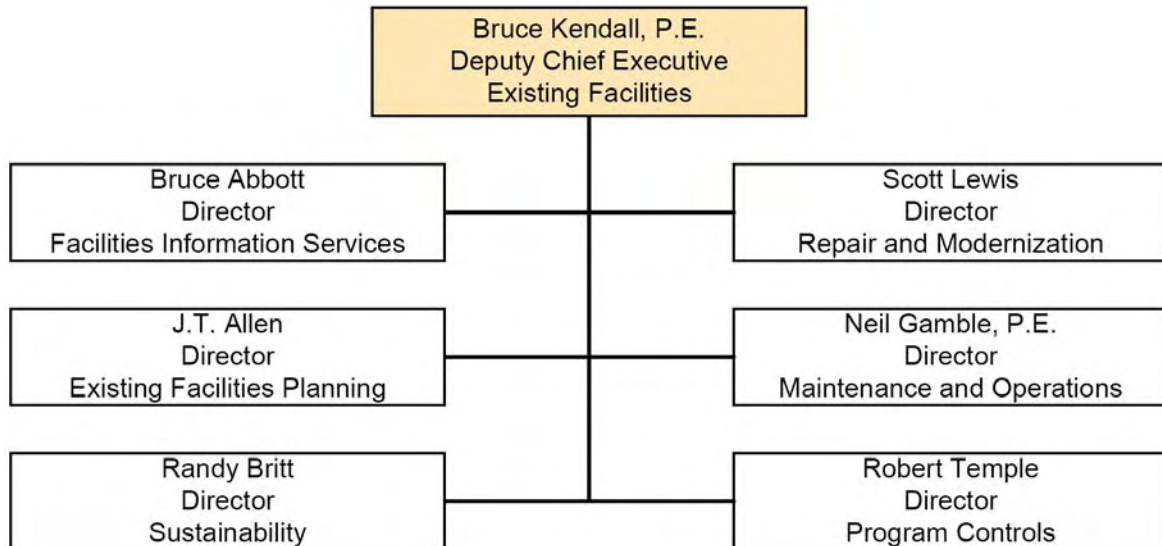 Bruce Kendall, P.E.
Deputy Chief Executive
Existing Facilities
Bruce Abbott
Director
Facilities Information Services
Scott Lewis
Director
Repair and Modernization
J.T. Allen
Director
Existing Facilities Planning
Neil Gamble, P.E.
Director
Maintenance and Operations
Randy Britt
Director
Sustainability
Robert Temple
Director
Program Controls